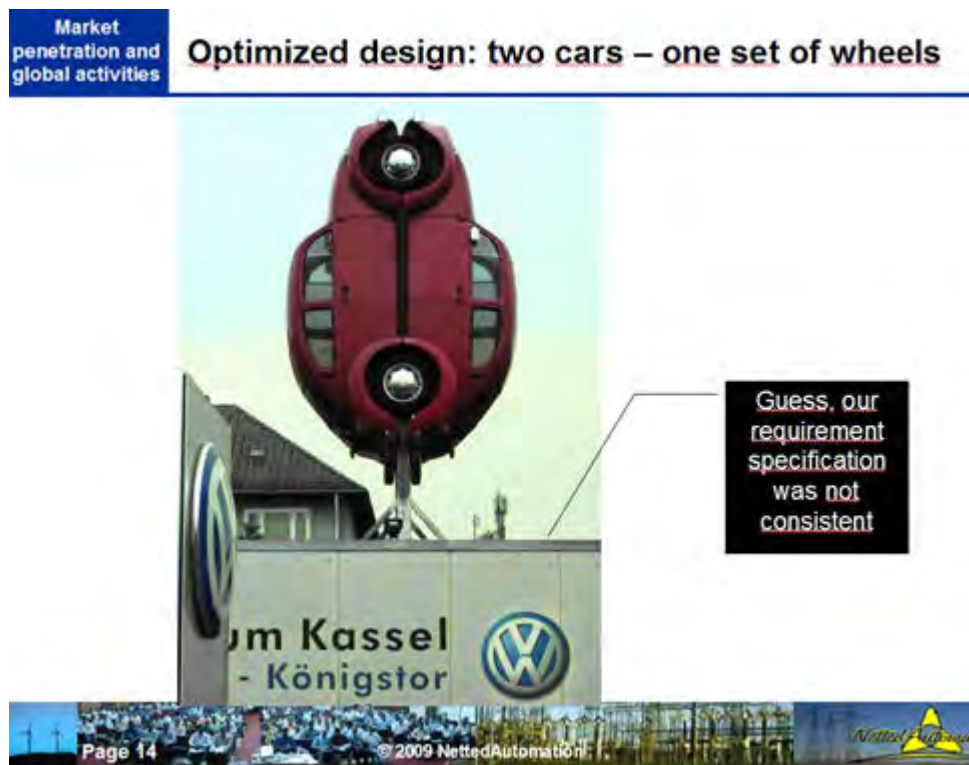 Market
penetration and
global activities
Optimized design: two cars – one set of wheels
Guess, our
requirement
specification
was not
consistent
um Kassel
- Königstor
Page 14
© 2009 NettedAutomation